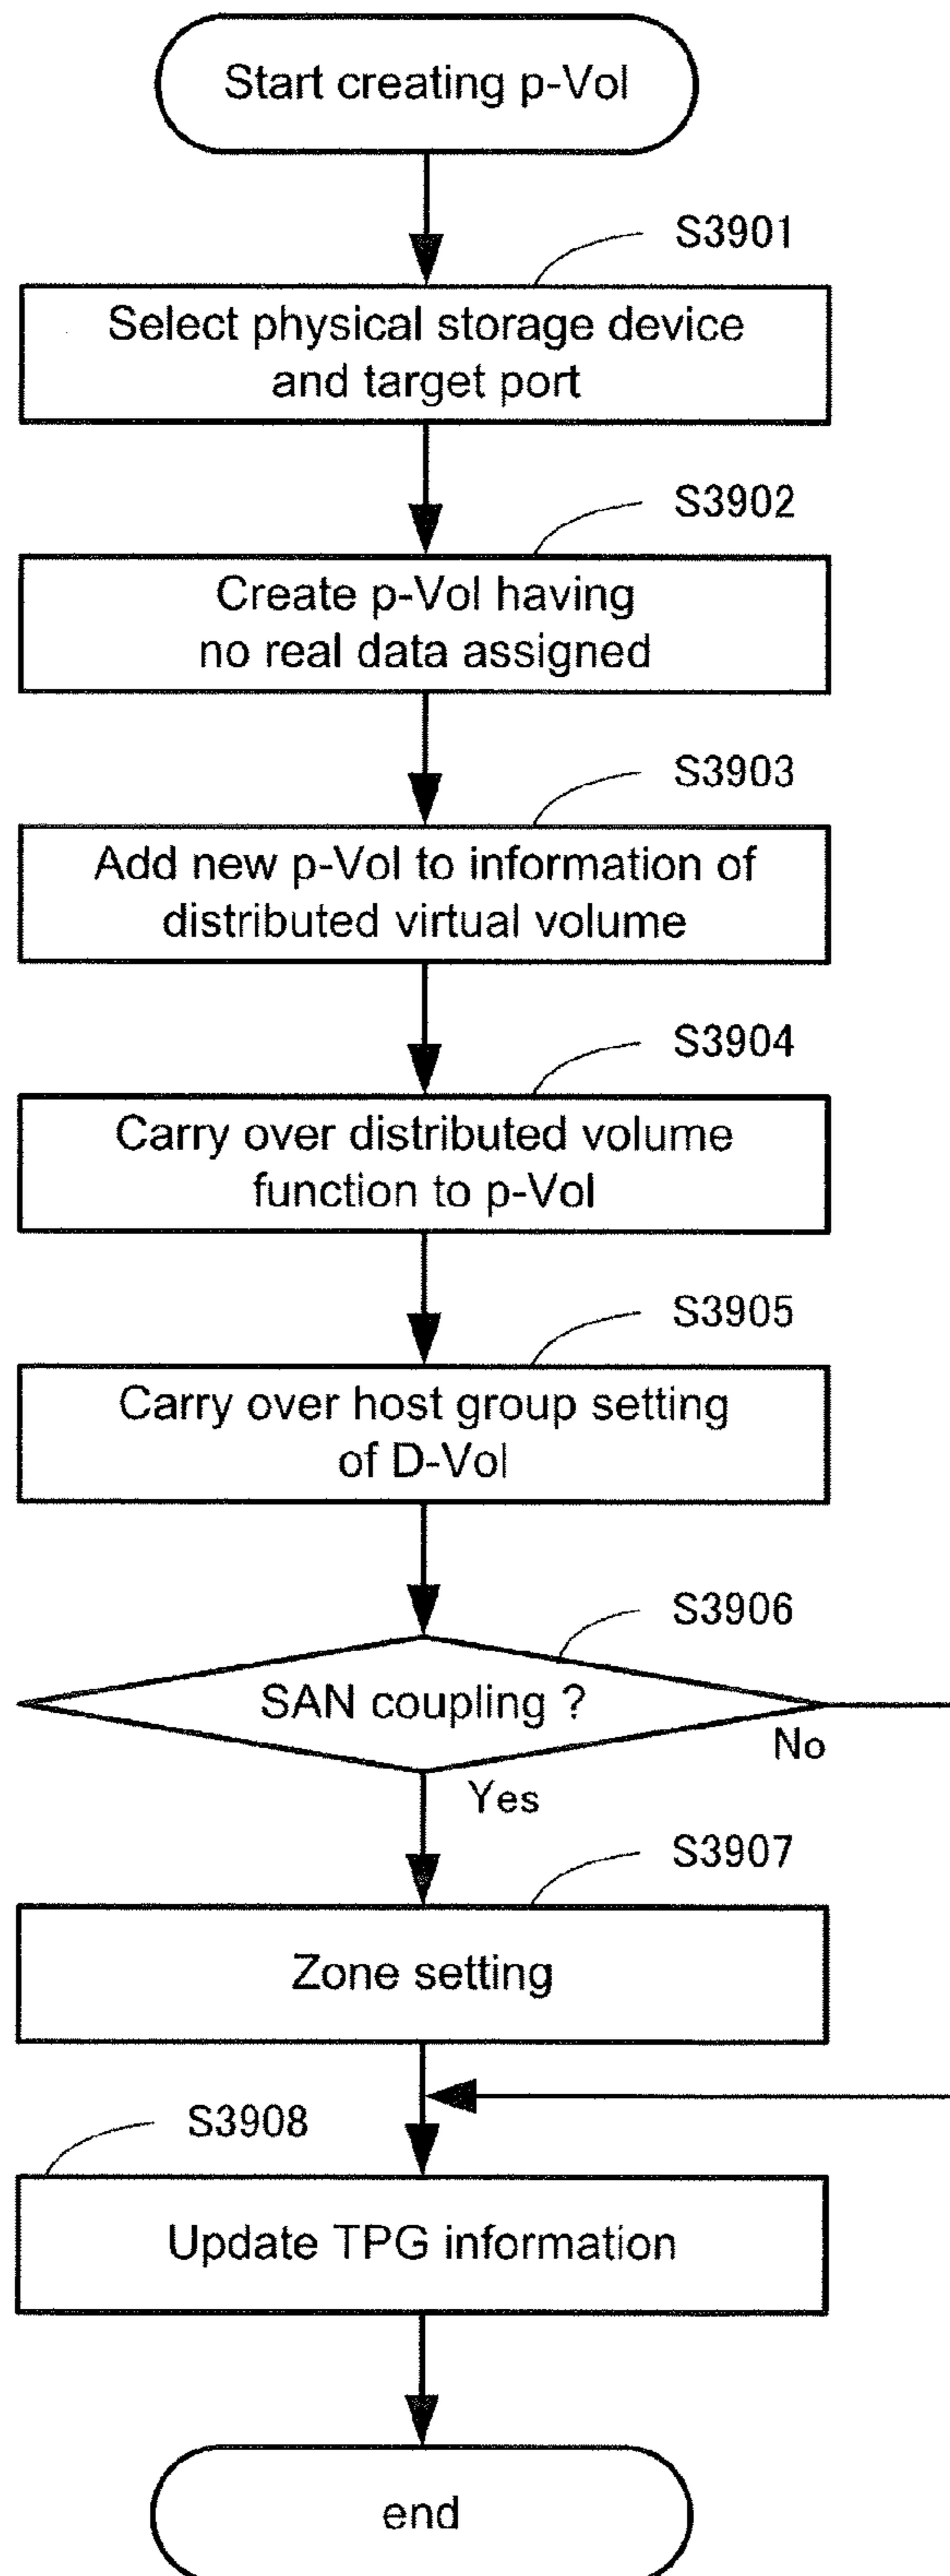 Start creating p-Vol
S3901
Select physical storage device
and target port
S3902
Create p-Vol having
no real data assigned
S3903
Add new p-Vol to information of
distributed virtual volume
S3904
Carry over distributed volume
function to p-Vol
S3905
Carry over host group setting
of D-Vol
S3906
SAN coupling ?
No
Yes
S3907
Zone setting
S3908
Update TPG information
end